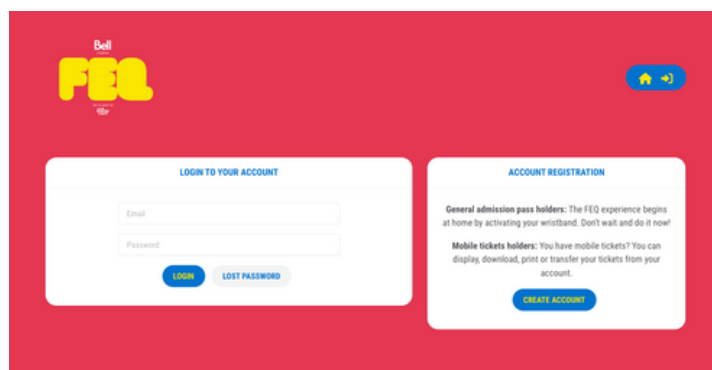 Bell
FEQ
LOGIN TO YOUR ACCOUNT
Email
Password
LOGIN
LOST PASSWORD
ACCOUNT REGISTRATION
General admission pass holders: The FEQ experience begins
at home by activating your wristband. Don't wait and do it now!
Mobile tickets holders: You have mobile tickets? You can
display, download, print or transfer your tickets from your
account.
CREATE ACCOUNT